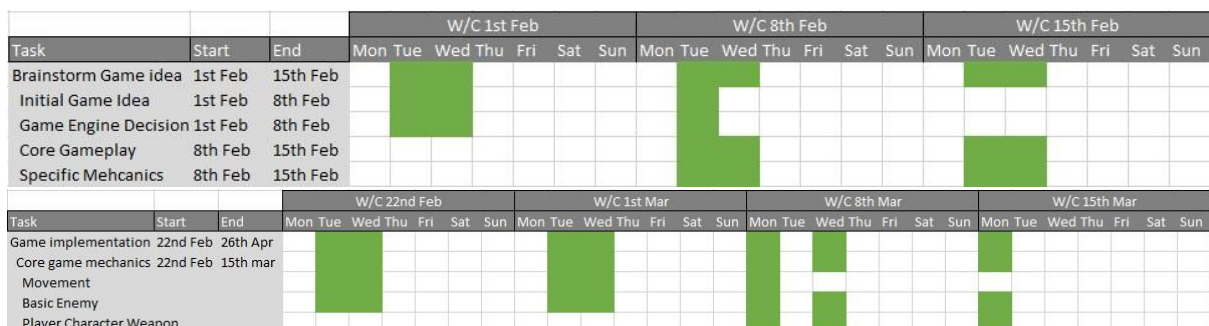 W/C 1st Feb W/C 8th Feb W/C 15th Feb
Task Start End Mon Tue Wed Thu Fri Sat Sun Mon Tue Wed Thu Fri Sat Sun Mon Tue Wed Thu Fri Sat Sun
Brainstorm Game idea 1st Feb 15th Feb
Initial Game Idea 1st Feb 8th Feb
Game Engine Decision 1st Feb 8th Feb
Core Gameplay 8th Feb 15th Feb
Specific Mehcanics 8th Feb 15th Feb
W/C 22nd Feb W/C 1st Mar W/C 8th Mar W/C 15th Mar
Task Start End Mon Tue Wed Thu Fri Sat Sun Mon Tue Wed Thu Fri Sat Sun Mon Tue Wed Thu Fri Sat Sun Mon Tue Wed Thu Fri Sat Sun
Game implementation 22nd Feb 26th Apr
Core game mechanics 22nd Feb 15th mar
Movement
Basic Enemy
Player Character Weapon